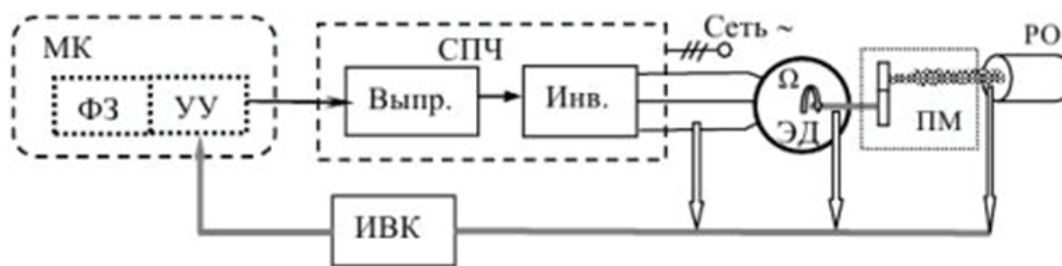 МК
ФЗ
УУ
СПЧ
Выпр.
Инв.
Сеть ~
Ω
ЭД
РО
ПМ
ИВК